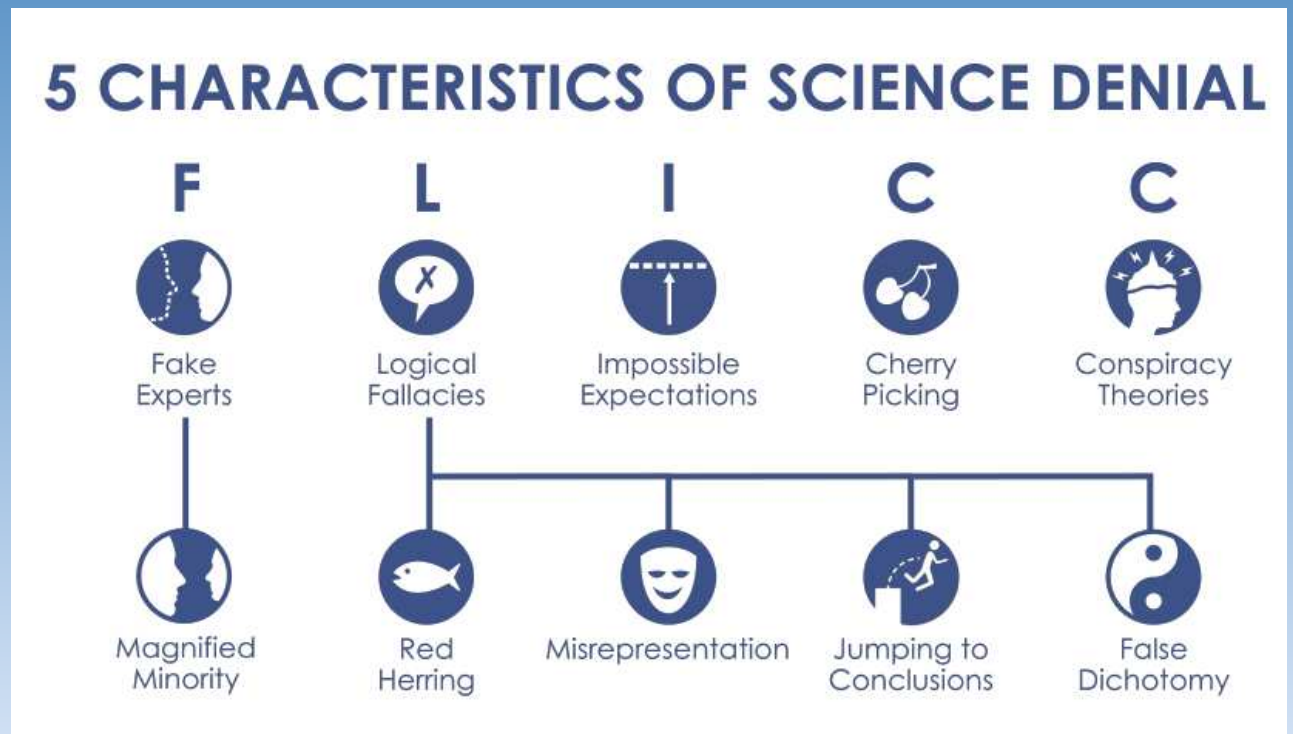 5 CHARACTERISTICS OF SCIENCE DENIAL
F
L
I
C
C
Fake
Experts
Logical
Fallacies
Impossible
Expectations
Cherry
Picking
Conspiracy
Theories
Magnified
Minority
Red
Herring
Misrepresentation
Jumping to
Conclusions
False
Dichotomy